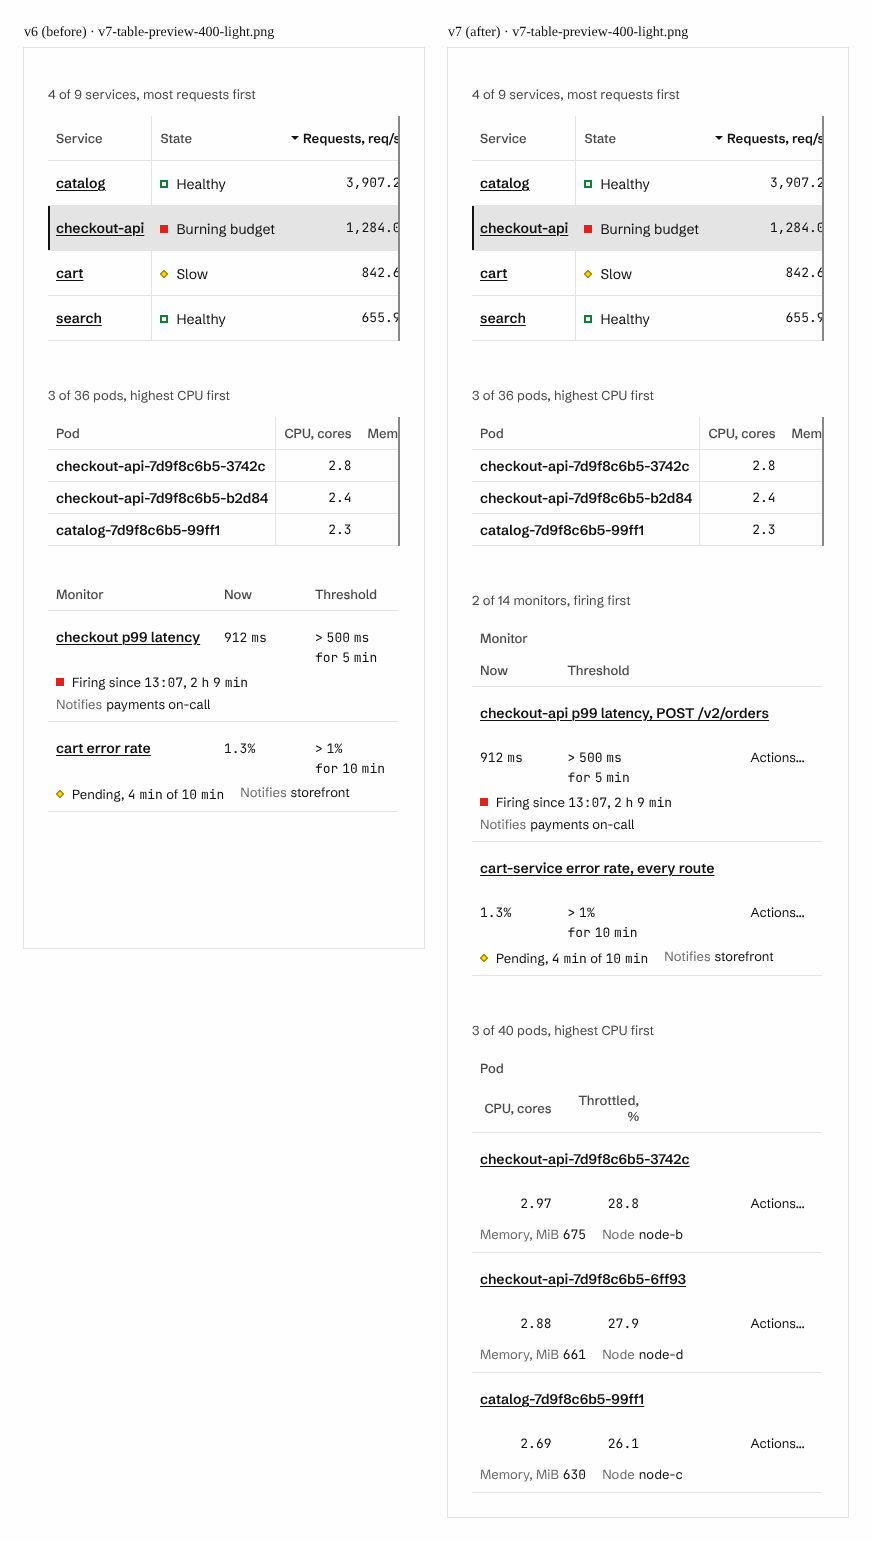 v6 (before) · v7-table-preview-400-light.png
4 of 9 services, most requests first
Service State Requests, req/s
catalog Healthy 3,907.2
checkout-api Burning budget 1,284.0
cart Slow 842.6
search Healthy 655.9
3 of 36 pods, highest CPU first
Pod CPU, cores Mem
checkout-api-7d9f8c6b5-3742c 2.8
checkout-api-7d9f8c6b5-b2d84 2.4
catalog-7d9f8c6b5-99ff1 2.3
Monitor Now Threshold
checkout p99 latency 912 ms > 500 ms
for 5 min
Firing since 13:07, 2 h 9 min
Notifies payments on-call
cart error rate 1.3% > 1%
for 10 min
Pending, 4 min of 10 min Notifies storefront
v7 (after) · v7-table-preview-400-light.png
4 of 9 services, most requests first
Service State Requests, req/s
catalog Healthy 3,907.2
checkout-api Burning budget 1,284.0
cart Slow 842.6
search Healthy 655.9
3 of 36 pods, highest CPU first
Pod CPU, cores Mem
checkout-api-7d9f8c6b5-3742c 2.8
checkout-api-7d9f8c6b5-b2d84 2.4
catalog-7d9f8c6b5-99ff1 2.3
2 of 14 monitors, firing first
Monitor
Now Threshold
checkout-api p99 latency, POST /v2/orders
912 ms > 500 ms Actions…
for 5 min
Firing since 13:07, 2 h 9 min
Notifies payments on-call
cart-service error rate, every route
1.3% > 1% Actions…
for 10 min
Pending, 4 min of 10 min Notifies storefront
3 of 40 pods, highest CPU first
Pod
CPU, cores Throttled,
%
checkout-api-7d9f8c6b5-3742c
2.97 28.8 Actions…
Memory, MiB 675 Node node-b
checkout-api-7d9f8c6b5-6ff93
2.88 27.9 Actions…
Memory, MiB 661 Node node-d
catalog-7d9f8c6b5-99ff1
2.69 26.1 Actions…
Memory, MiB 630 Node node-c